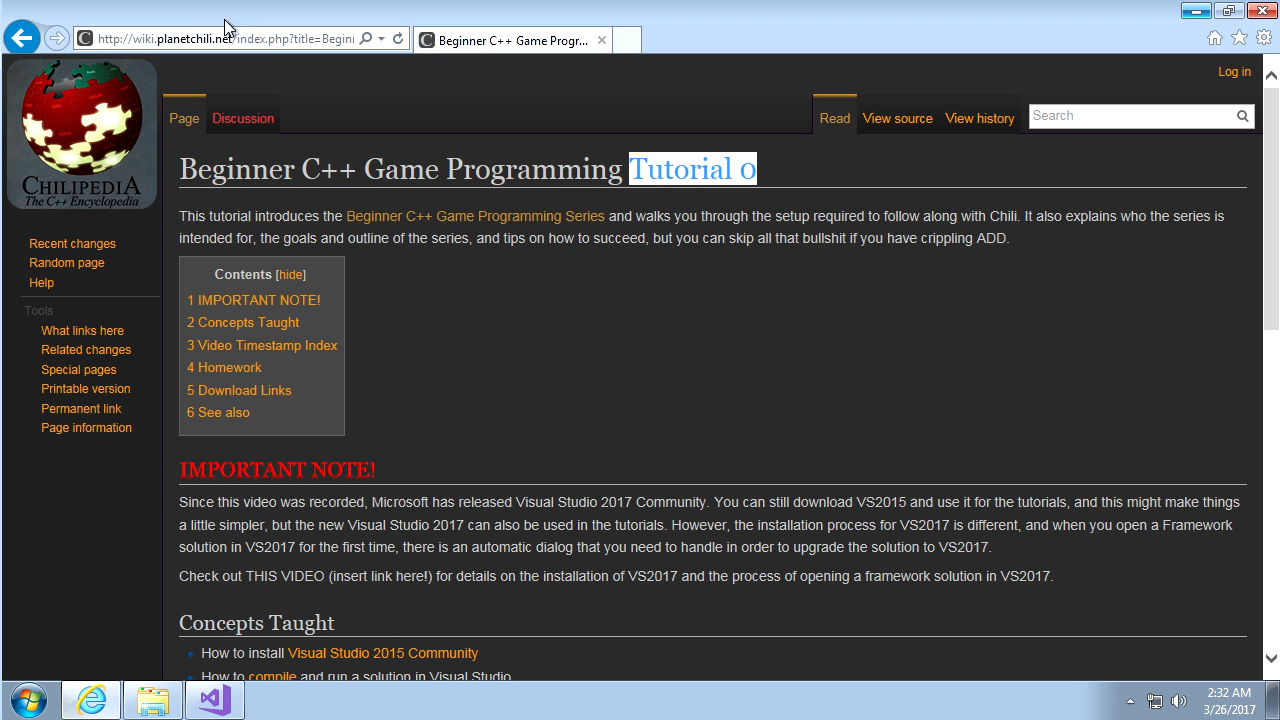 http://wiki.planetchili.net/index.php?title=Beginn
Beginner C++ Game Progr...
Log in
Page
Discussion
Read
View source
View history
Search
CHILIPEDIA
The C++ Encyclopedia
Recent changes
Random page
Help
Tools
What links here
Related changes
Special pages
Printable version
Permanent link
Page information
Beginner C++ Game Programming Tutorial 0
This tutorial introduces the Beginner C++ Game Programming Series and walks you through the setup required to follow along with Chili. It also explains who the series is
intended for, the goals and outline of the series, and tips on how to succeed, but you can skip all that bullshit if you have crippling ADD.
Contents [hide]
1 IMPORTANT NOTE!
2 Concepts Taught
3 Video Timestamp Index
4 Homework
5 Download Links
6 See also
IMPORTANT NOTE!
Since this video was recorded, Microsoft has released Visual Studio 2017 Community. You can still download VS2015 and use it for the tutorials, and this might make things
a little simpler, but the new Visual Studio 2017 can also be used in the tutorials. However, the installation process for VS2017 is different, and when you open a Framework
solution in VS2017 for the first time, there is an automatic dialog that you need to handle in order to upgrade the solution to VS2017.
Check out THIS VIDEO (insert link here!) for details on the installation of VS2017 and the process of opening a framework solution in VS2017.
Concepts Taught
How to install Visual Studio 2015 Community
How to compile and run a solution in Visual Studio
2:32 AM
3/26/2017